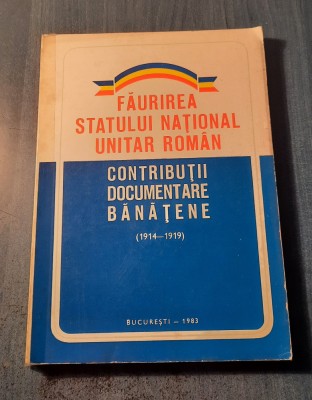 FĂURIREA
STATULUI NAȚIONAL
UNITAR ROMÂN
CONTRIBUȚII
DOCUMENTARE
BĂNĂȚENE
(1914—1919)
BUCUREȘTI – 1983